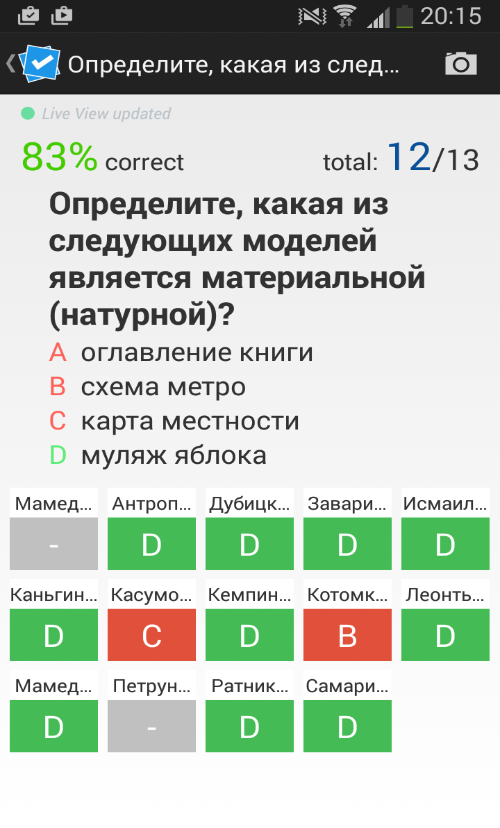 20:15
Определите, какая из след...
Live View updated
83% correct total: 12/13
Определите, какая из
следующих моделей
является материальной
(натурной)?
A оглавление книги
B схема метро
C карта местности
D муляж яблока
Мамед... Антроп... Дубицк... Завари... Исмаил...
- D D D D
Каньгин... Касумо... Кемпин... Котомк... Леонть...
D C D B D
Мамед... Петрун... Ратник... Самари...
D - D D